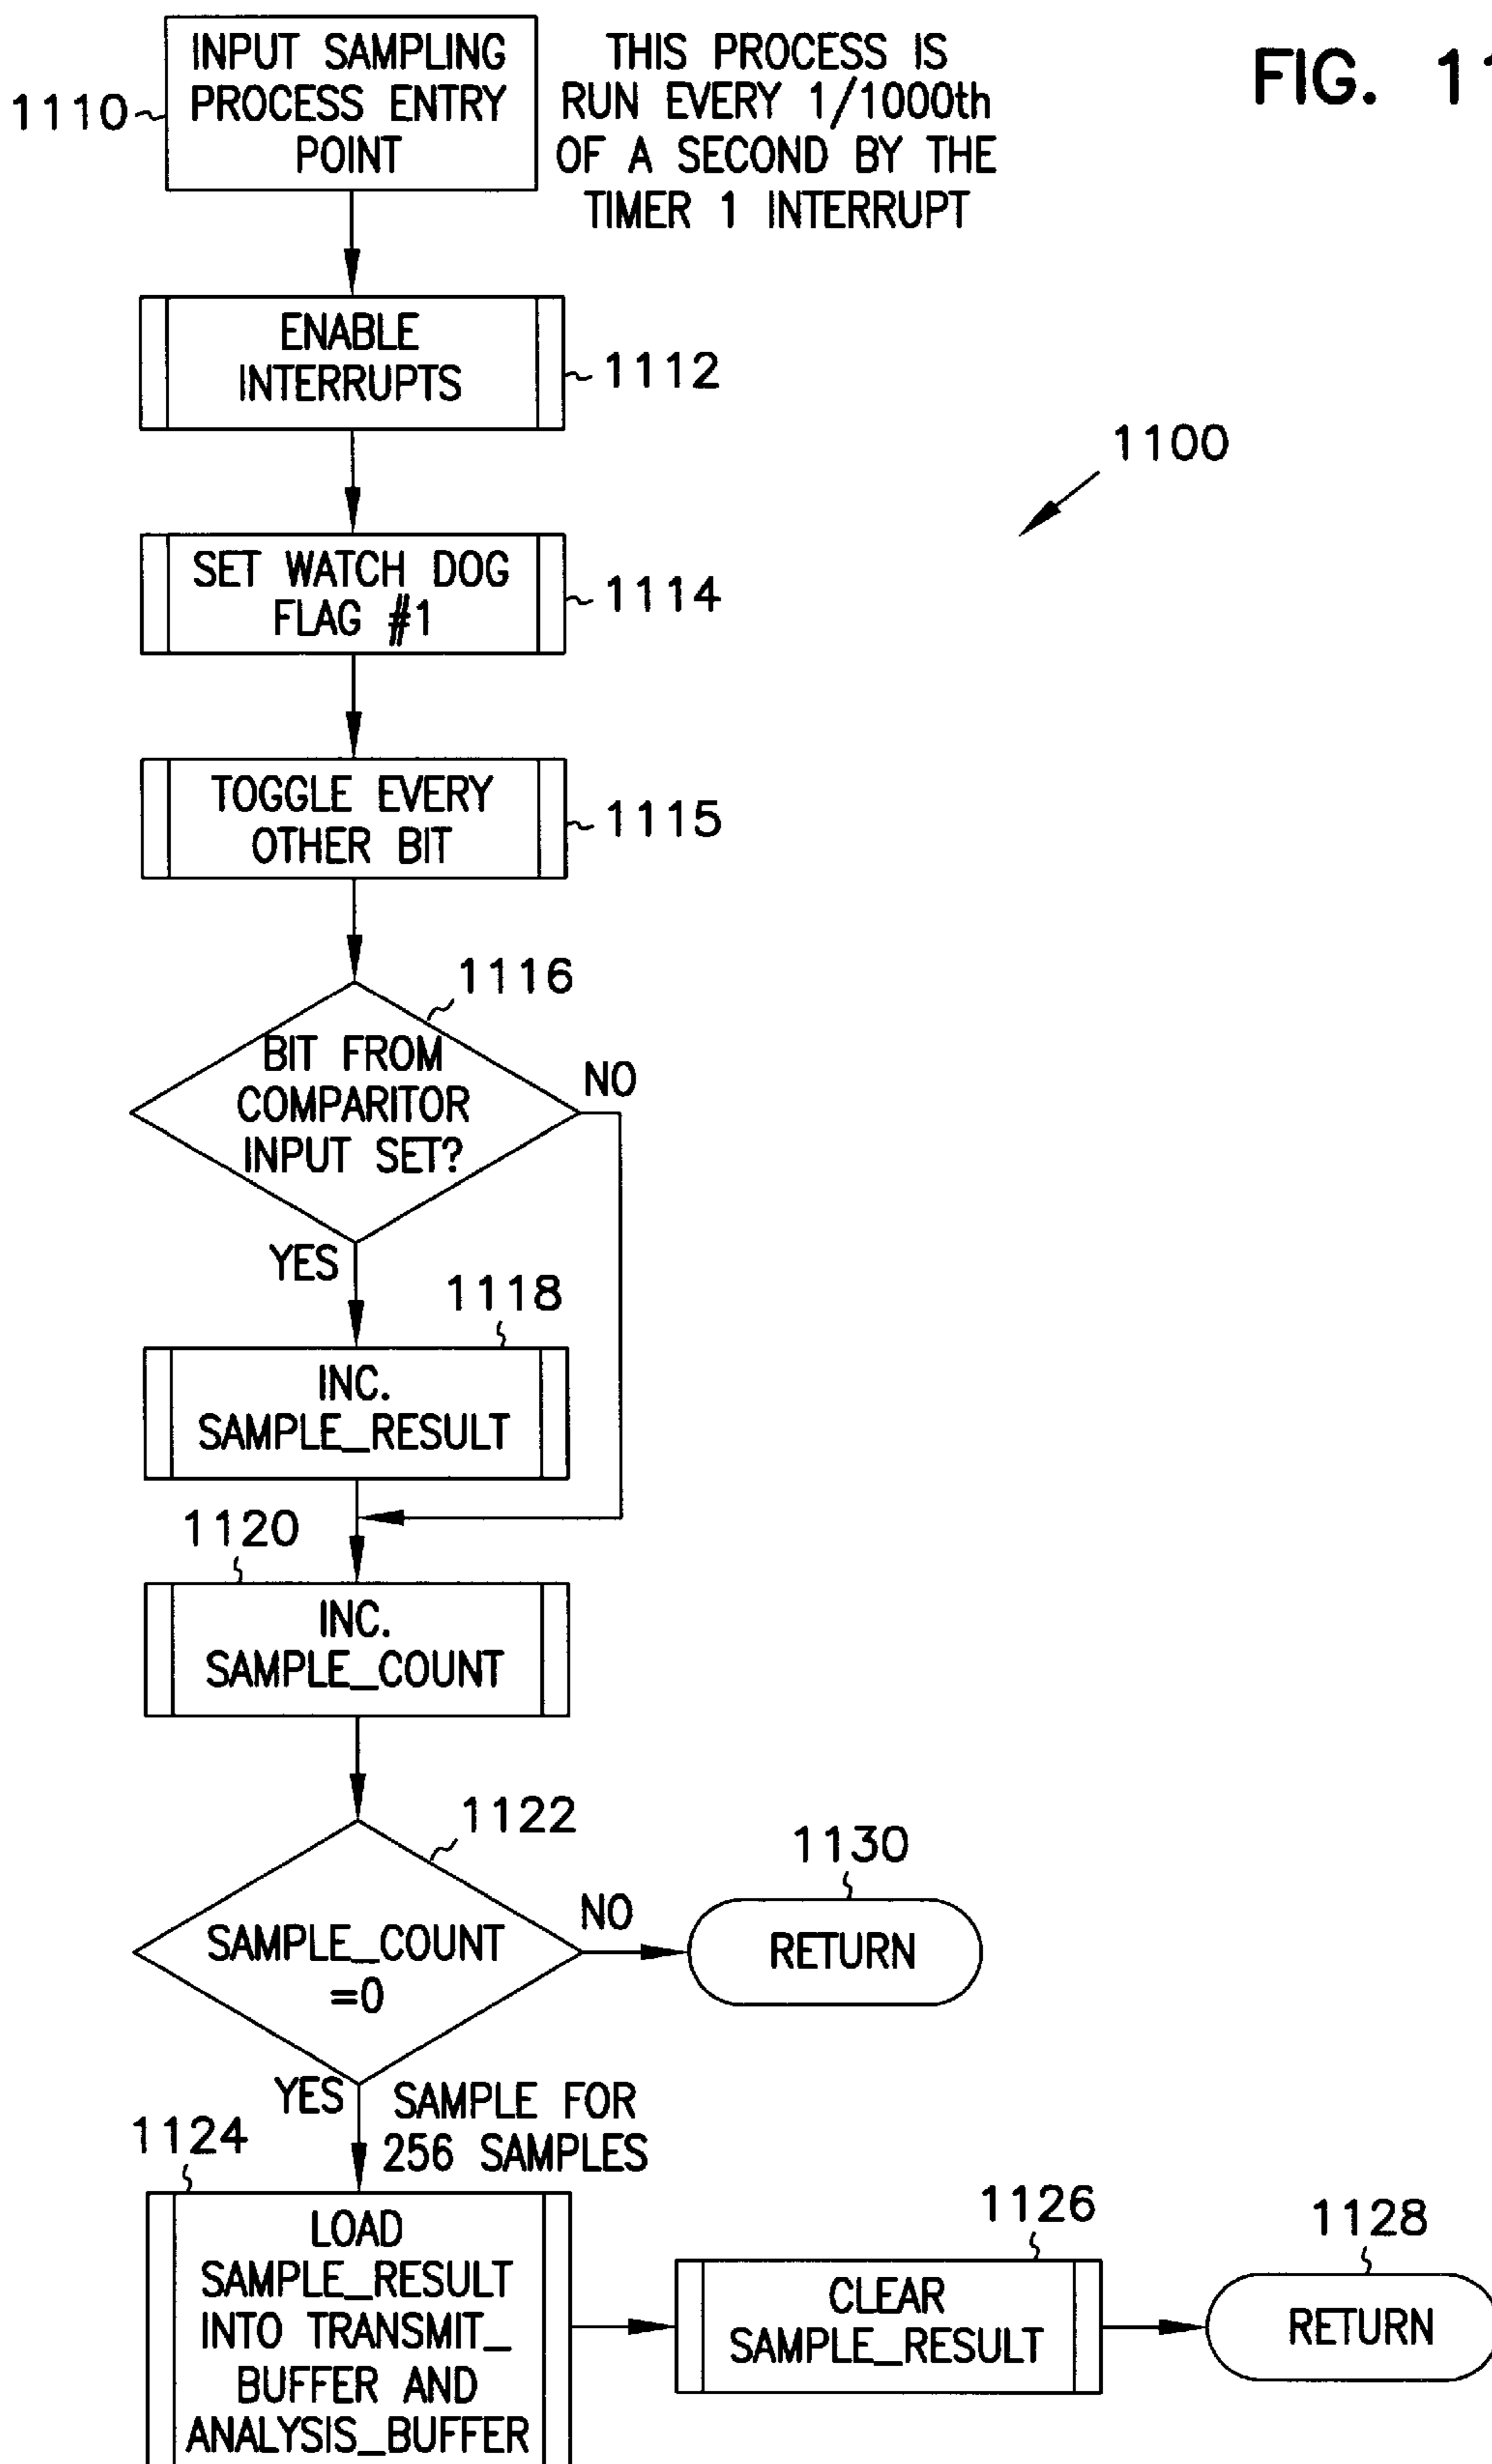 INPUT SAMPLING
PROCESS ENTRY
POINT
1110
THIS PROCESS IS
RUN EVERY 1/1000th
OF A SECOND BY THE
TIMER 1 INTERRUPT
FIG. 11
ENABLE
INTERRUPTS
1112
1100
SET WATCH DOG
FLAG #1
1114
TOGGLE EVERY
OTHER BIT
1115
1116
BIT FROM
COMPARITOR
INPUT SET?
NO
YES
1118
INC.
SAMPLE_RESULT
1120
INC.
SAMPLE_COUNT
1122
SAMPLE_COUNT
=0
NO
1130
RETURN
YES
SAMPLE FOR
256 SAMPLES
1124
LOAD
SAMPLE_RESULT
INTO TRANSMIT_
BUFFER AND
ANALYSIS_BUFFER
1126
CLEAR
SAMPLE_RESULT
1128
RETURN